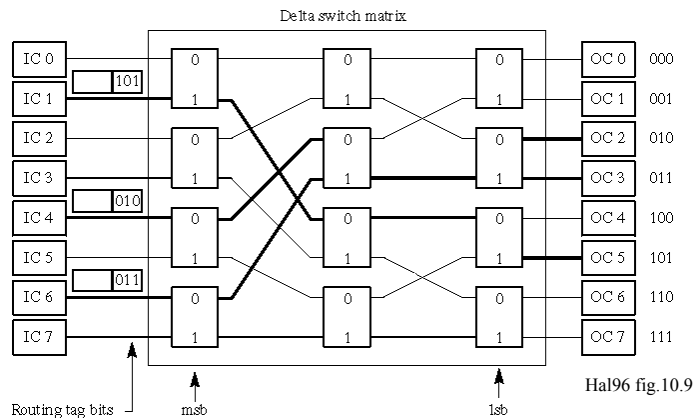 Delta switch matrix
IC 0 0 0 0 OC 0 000
101
IC 1 1 1 1 OC 1 001
IC 2 0 0 0 OC 2 010
IC 3 1 1 1 OC 3 011
010
IC 4 0 0 0 OC 4 100
IC 5 1 1 1 OC 5 101
011
IC 6 0 0 0 OC 6 110
IC 7 1 1 1 OC 7 111
Hal96 fig.10.9
Routing tag bits msb lsb